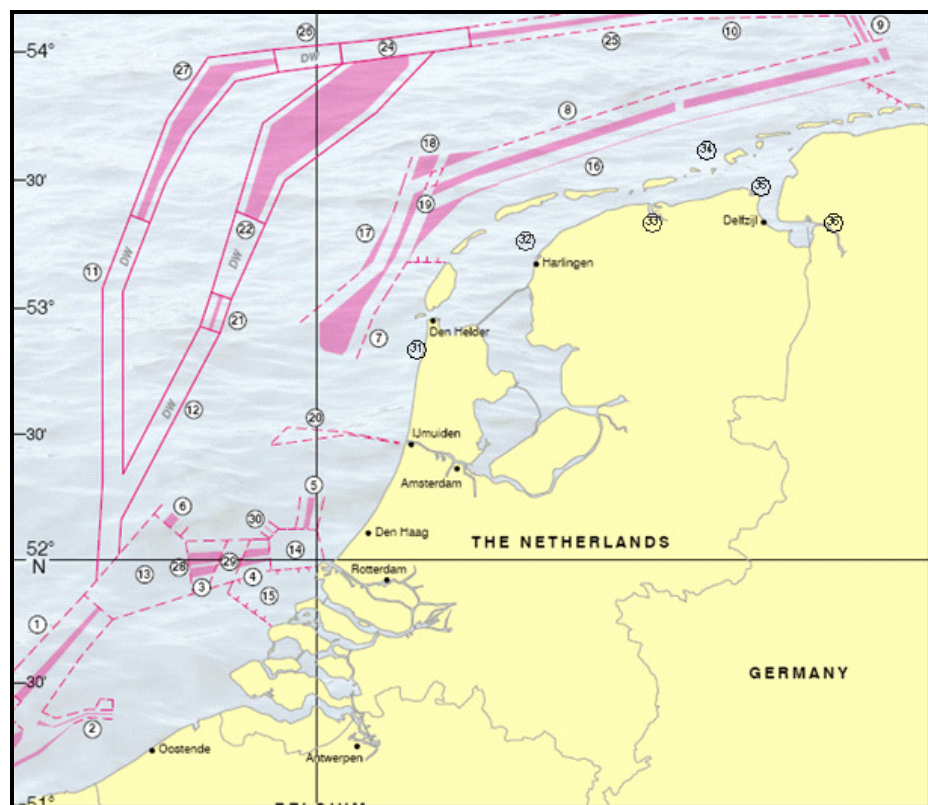 9
26
10
54°
24
25
DW
27
8
18
34
30'
16
35
19
22
17
Delfzijl
33
36
32
DW
DW
Harlingen
11
53°
21
Den Helder
7
31
12
DW
20
30'
IJmuiden
Amsterdam
5
6
30
Den Haag
THE NETHERLANDS
14
52°
N
29
28
Rotterdam
13
4
3
15
1
GERMANY
30'
2
Oostende
Antwerpen
51°
BELGIUM